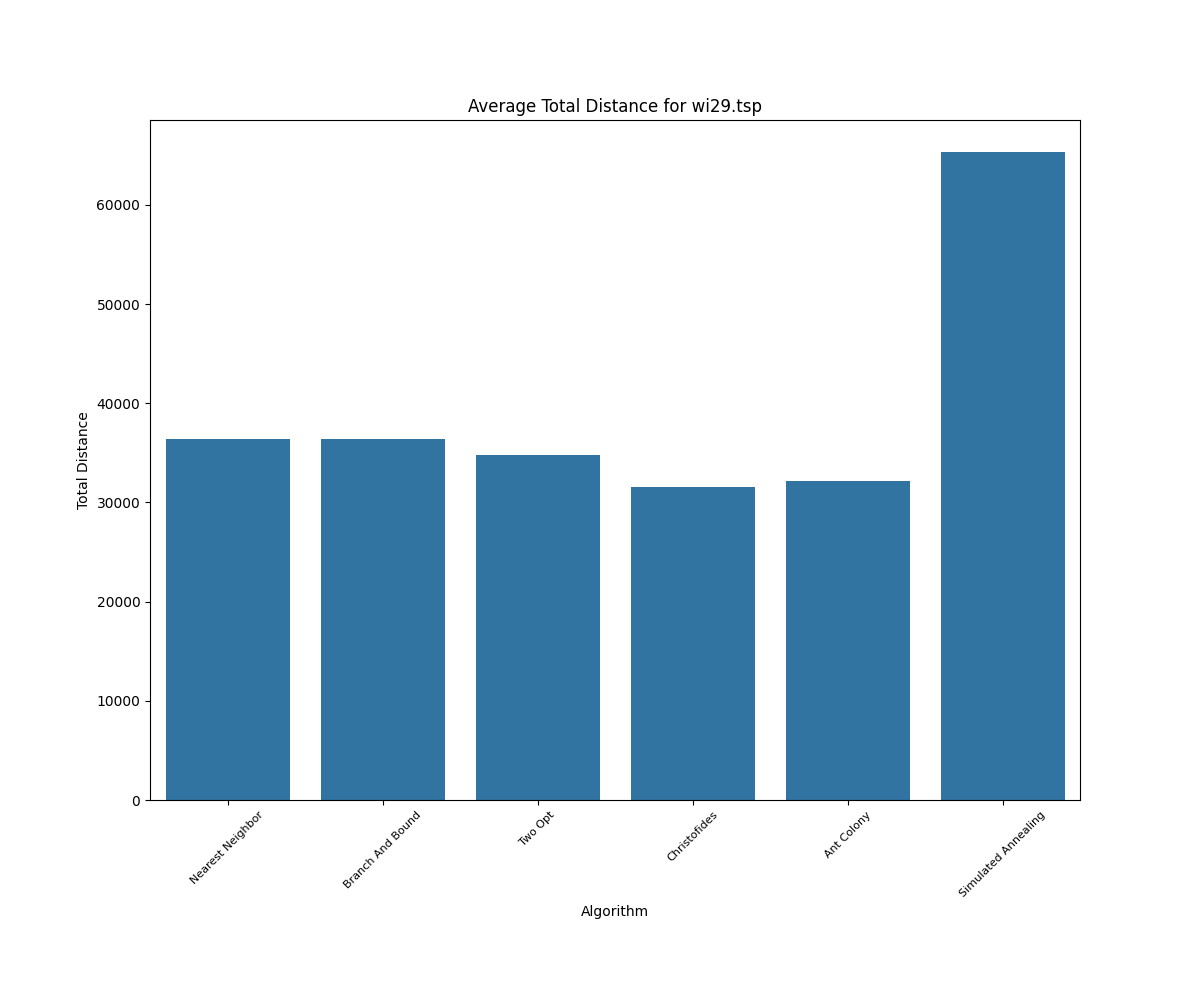 Average Total Distance for wi29.tsp
60000
50000
40000
30000
20000
10000
0
Total Distance
Nearest Neighbor
Branch And Bound
Two Opt
Christofides
Ant Colony
Simulated Annealing
Algorithm